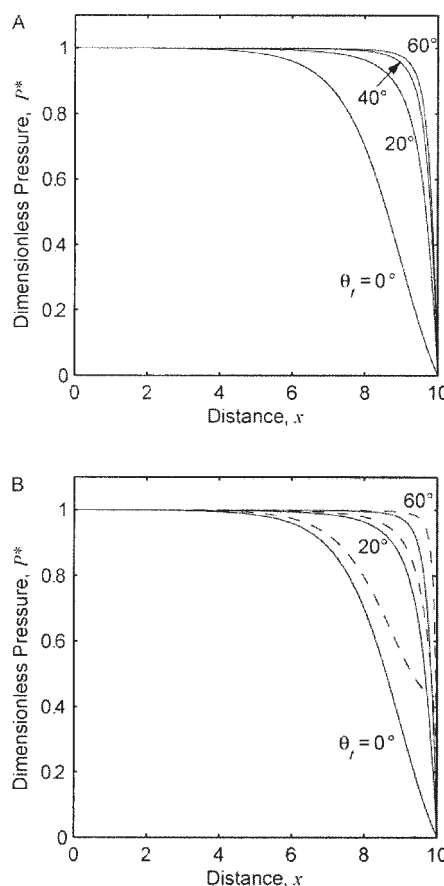 A
Dimensionless Pressure, P*
1
0.8
0.6
0.4
0.2
0
60°
40°
20°
θf = 0°
0 2 4 6 8 10
Distance, x
B
Dimensionless Pressure, P*
1
0.8
0.6
0.4
0.2
0
60°
20°
θf = 0°
0 2 4 6 8 10
Distance, x